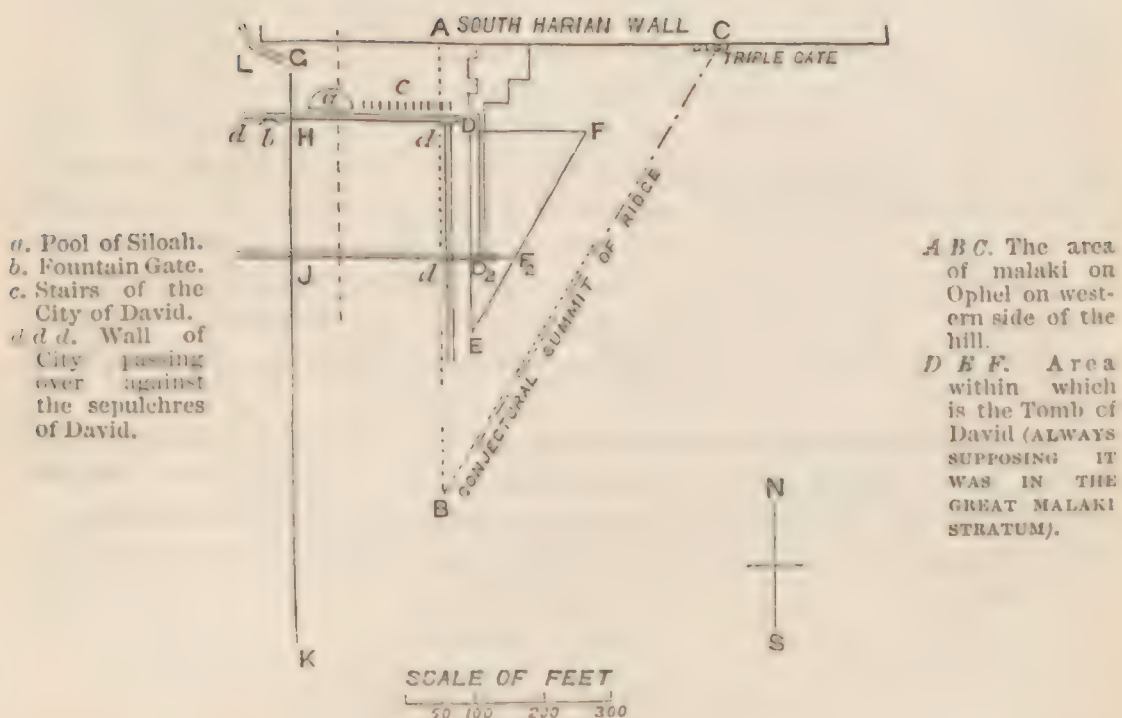 A SOUTH HARIAN WALL C
TRIPLE GATE
L G
a c
d b H d D F
J d D2 F2
E
CONJECTURAL SUMMIT OF RIDGE
B
K
N
S
a. Pool of Siloah.
b. Fountain Gate.
c. Stairs of the
City of David.
d d d. Wall of
City passing
over against
the sepulchres
of David.
A B C. The area
of malaki on
Ophel on west-
ern side of the
hill.
D E F. Area
within which
is the Tomb of
David (ALWAYS
SUPPOSING IT
WAS IN THE
GREAT MALAKI
STRATUM).
SCALE OF FEET
50 100 200 300